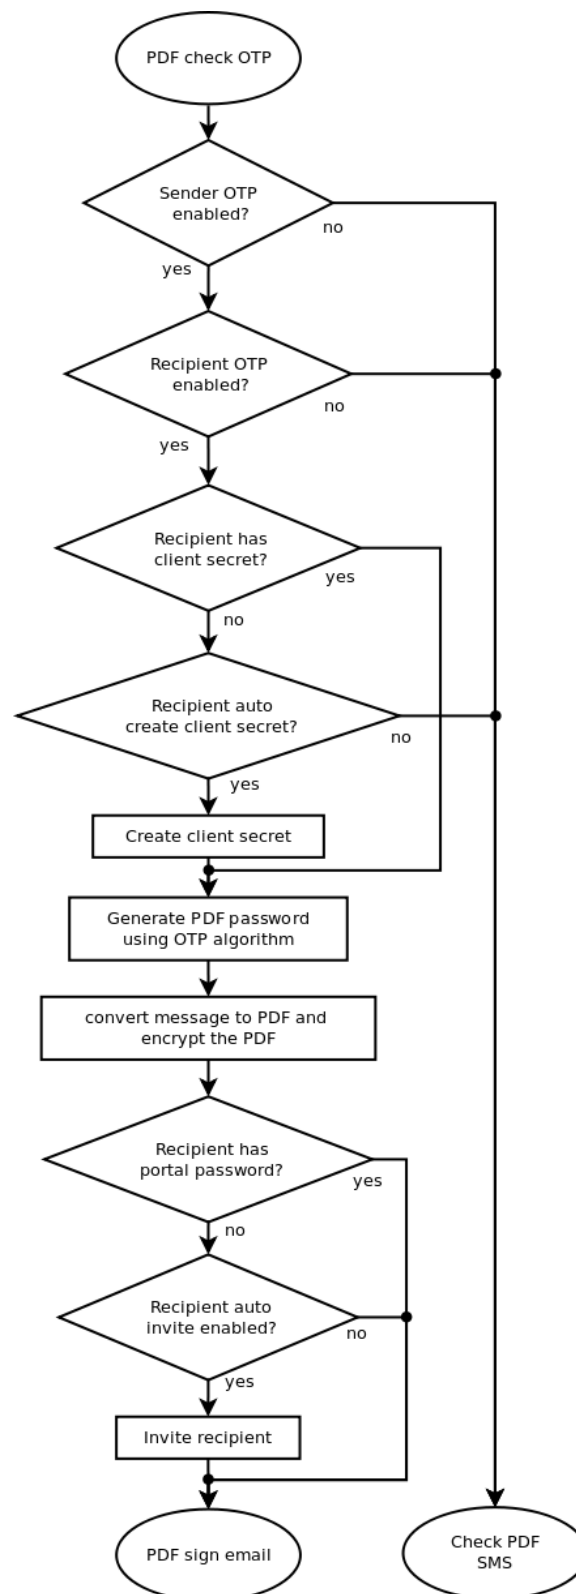 PDF check OTP
Sender OTP
enabled?
no
yes
Recipient OTP
enabled?
no
yes
Recipient has
client secret?
yes
no
Recipient auto
create client secret?
no
yes
Create client secret
Generate PDF password
using OTP algorithm
convert message to PDF and
encrypt the PDF
Recipient has
portal password?
yes
no
Recipient auto
invite enabled?
no
yes
Invite recipient
PDF sign email
Check PDF
SMS